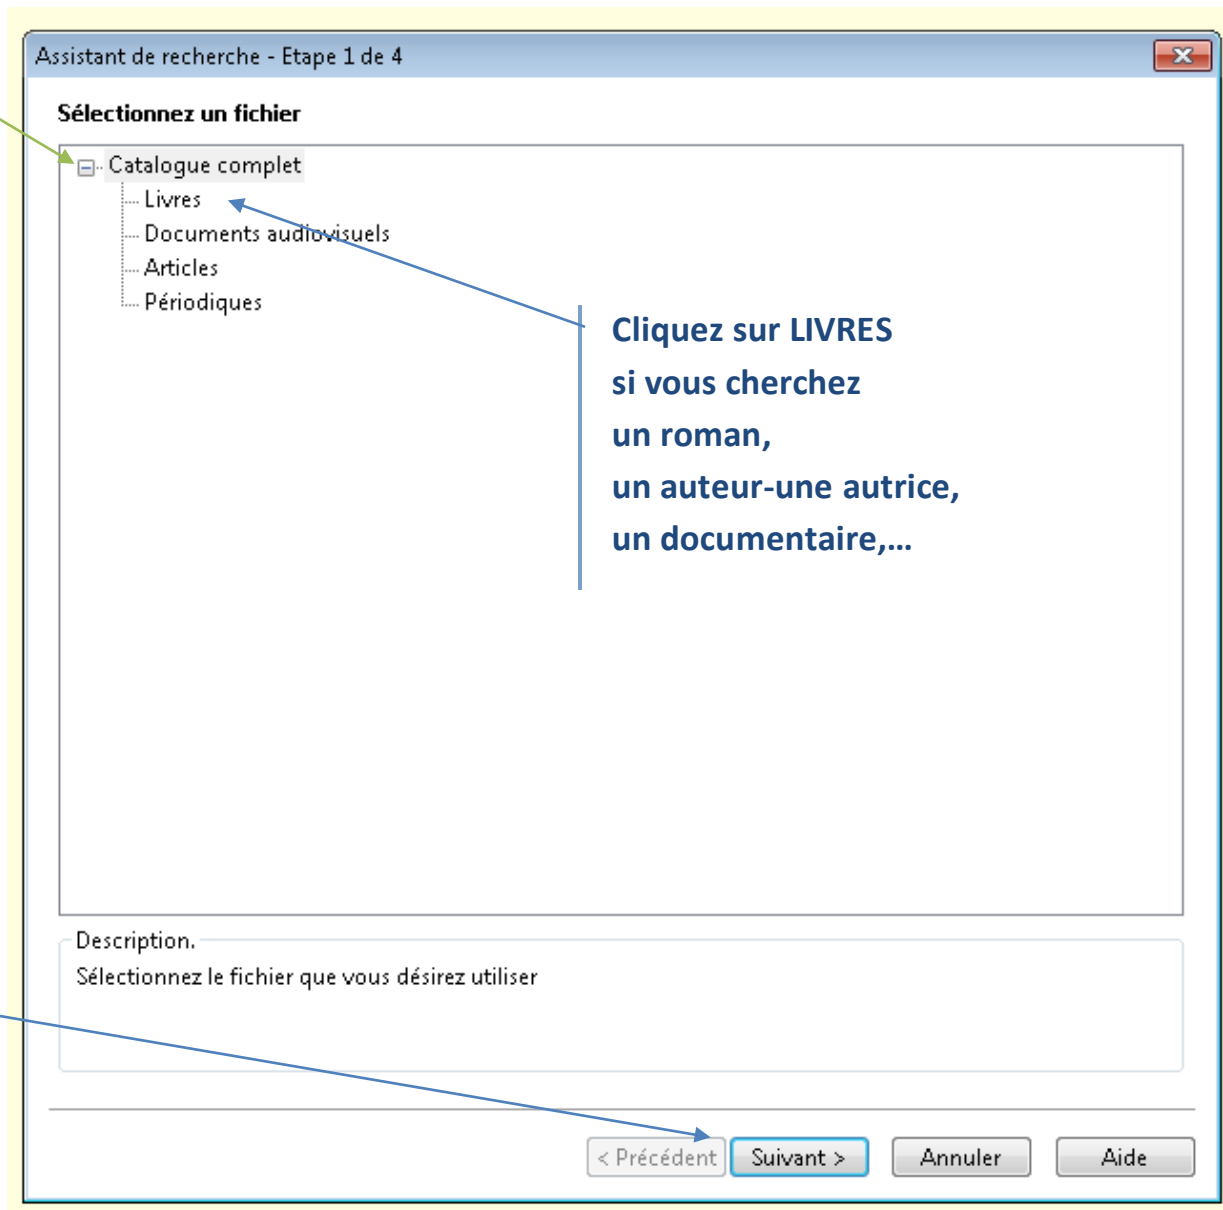 Assistant de recherche - Etape 1 de 4
Sélectionnez un fichier
Catalogue complet
Livres
Documents audiovisuels
Articles
Périodiques
Cliquez sur LIVRES
si vous cherchez
un roman,
un auteur-une autrice,
un documentaire,...
Description.
Sélectionnez le fichier que vous désirez utiliser
< Précédent
Suivant >
Annuler
Aide